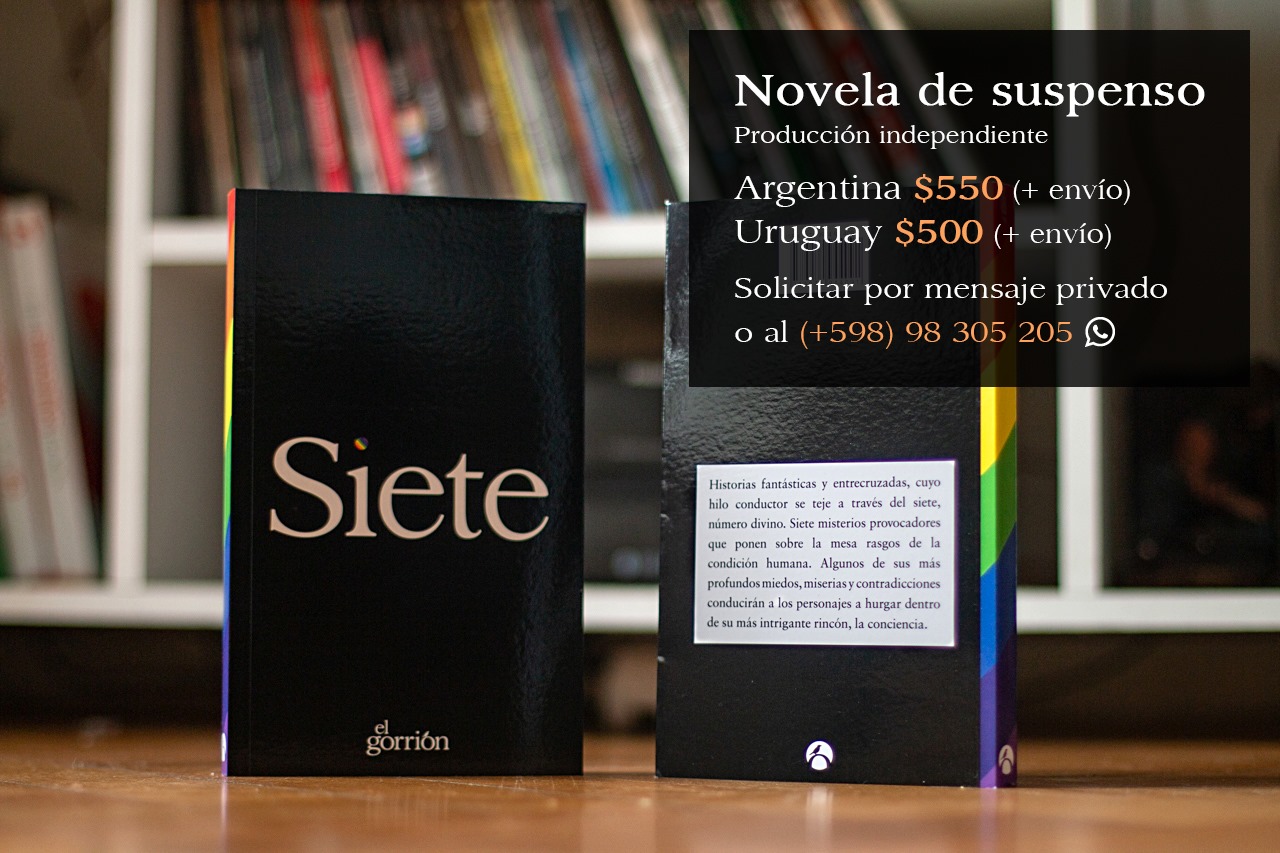 Novela de suspenso
Producción independiente
Argentina $550 (+ envío)
Uruguay $500 (+ envío)
Solicitar por mensaje privado
o al (+598) 98 305 205
Siete
el
gorrión
Historias fantásticas y entrecruzadas, cuyo
hilo conductor se teje a través del siete,
número divino. Siete misterios provocadores
que ponen sobre la mesa rasgos de la
condición humana. Algunos de sus más
profundos miedos, miserias y contradicciones
conducirán a los personajes a hurgar dentro
de su más intrigante rincón, la conciencia.